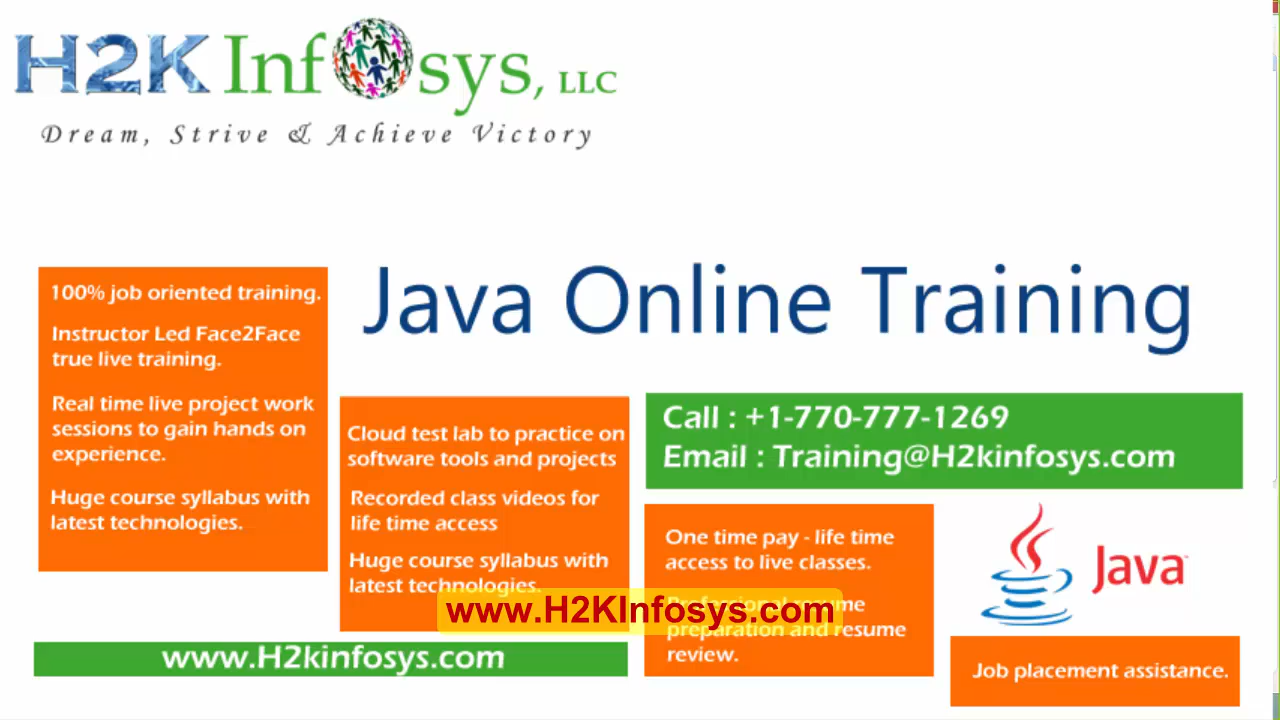 H2K Infosys, LLC
Dream, Strive & Achieve Victory
Java Online Training
100% job oriented training.
Instructor Led Face2Face
true live training.
Real time live project work
sessions to gain hands on
experience.
Huge course syllabus with
latest technologies.
Cloud test lab to practice on
software tools and projects
Recorded class videos for
life time access
Huge course syllabus with
latest technologies.
Call : +1-770-777-1269
Email : Training@H2kinfosys.com
One time pay - life time
access to live classes.
Professional resume
preparation and resume
review.
Java™
Job placement assistance.
www.H2KInfosys.com
www.H2kinfosys.com